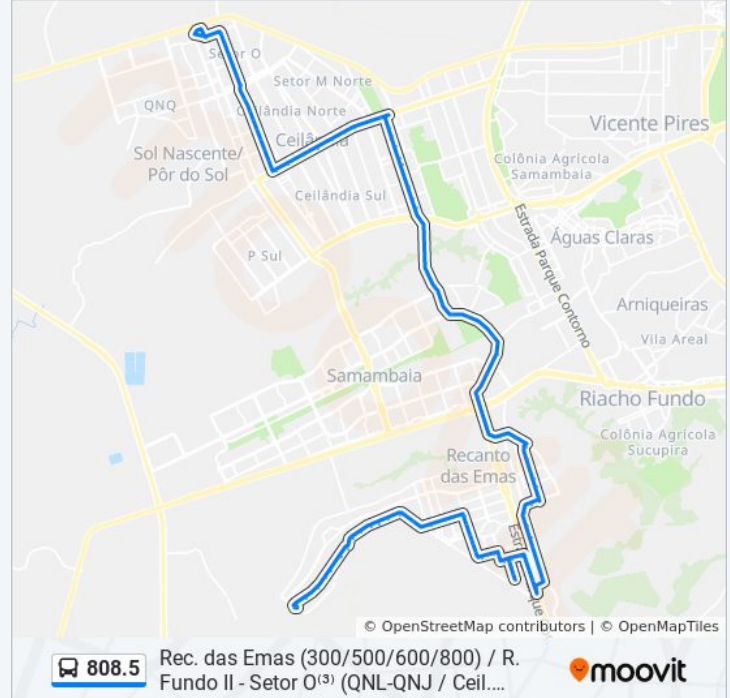 Setor O
Setor M Norte
QNQ
Ceilândia Norte
Vicente Pires
Ceilândia
Sol Nascente/
Pôr do Sol
Colônia Agrícola
Samambaia
Ceilândia Sul
Estrada Parque Contorno
Águas Claras
P Sul
Arniqueiras
Vila Areal
Samambaia
Riacho Fundo
Colônia Agrícola
Sucupira
Recanto
das Emas
© OpenStreetMap contributors | © OpenMapTiles
808.5
Rec. das Emas (300/500/600/800) / R.
Fundo II - Setor O⁽³⁾ (QNL-QNJ / Ceil....
moovit